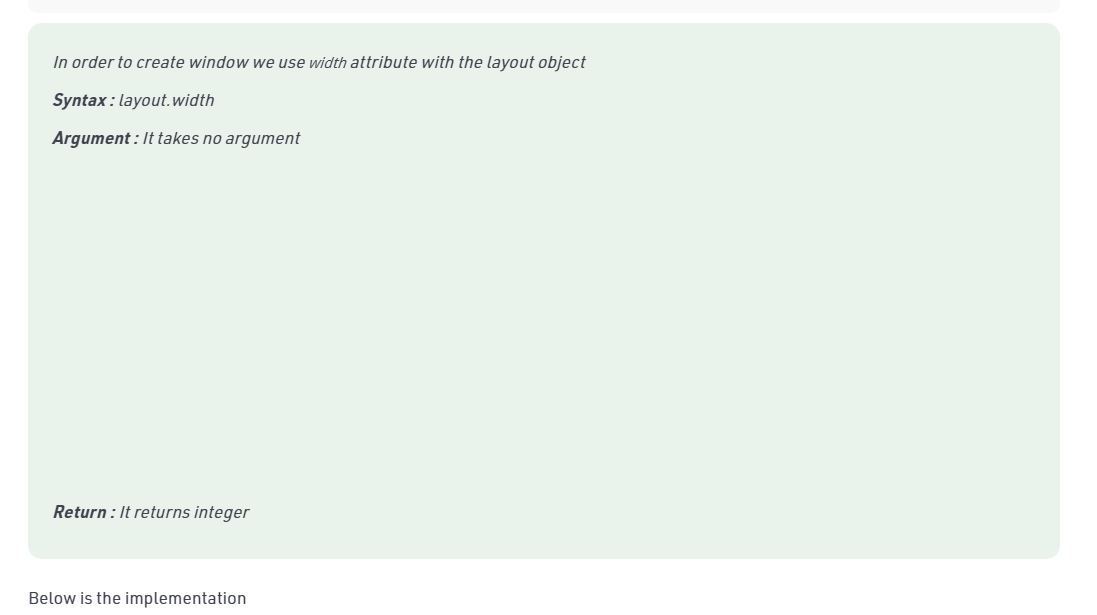 In order to create window we use width attribute with the layout object
Syntax : layout.width
Argument : It takes no argument
Return : It returns integer
Below is the implementation